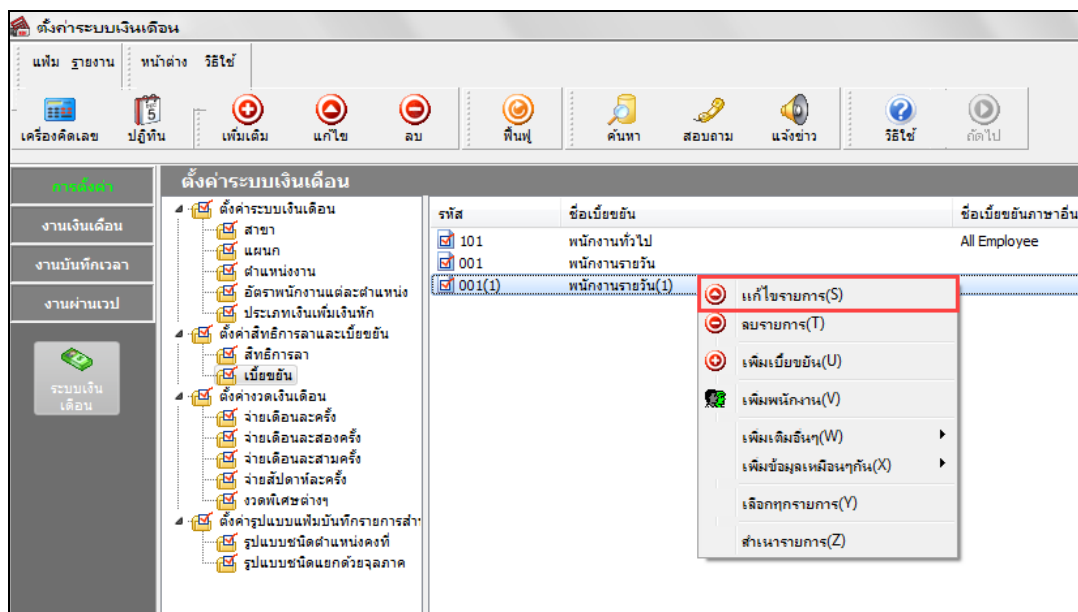 ตั้งค่าระบบเงินเดือน
แฟ้ม รายงาน หน้าต่าง วิธีใช้
เครื่องคิดเลข ปฏิทิน เพิ่มเติม แก้ไข ลบ ฟื้นฟู ค้นหา สอบถาม แจ้งข่าว วิธีใช้ ถัดไป
การตั้งค่า
งานเงินเดือน
งานบันทึกเวลา
งานผ่านเวป
ระบบเงิน
เดือน
ตั้งค่าระบบเงินเดือน
ตั้งค่าระบบเงินเดือน
สาขา
แผนก
ตำแหน่งงาน
อัตราพนักงานแต่ละตำแหน่ง
ประเภทเงินเพิ่มเงินหัก
ตั้งค่าสิทธิการลาและเบี้ยขยัน
สิทธิการลา
เบี้ยขยัน
ตั้งค่างวดเงินเดือน
จ่ายเดือนละครั้ง
จ่ายเดือนละสองครั้ง
จ่ายเดือนละสามครั้ง
จ่ายสัปดาห์ละครั้ง
งวดพิเศษต่างๆ
ตั้งค่ารูปแบบแฟ้มบันทึกรายการสำ
รูปแบบชนิดตำแหน่งคงที่
รูปแบบชนิดแยกด้วยจุลภาค
รหัส ชื่อเบี้ยขยัน ชื่อเบี้ยขยันภาษาอื่น
101 พนักงานทั่วไป All Employee
001 พนักงานรายวัน
001(1) พนักงานรายวัน(1)
แก้ไขรายการ(S)
ลบรายการ(T)
เพิ่มเบี้ยขยัน(U)
เพิ่มพนักงาน(V)
เพิ่มเติมอื่นๆ(W)
เพิ่มข้อมูลเหมือนๆกัน(X)
เลือกทุกรายการ(Y)
สำเนารายการ(Z)